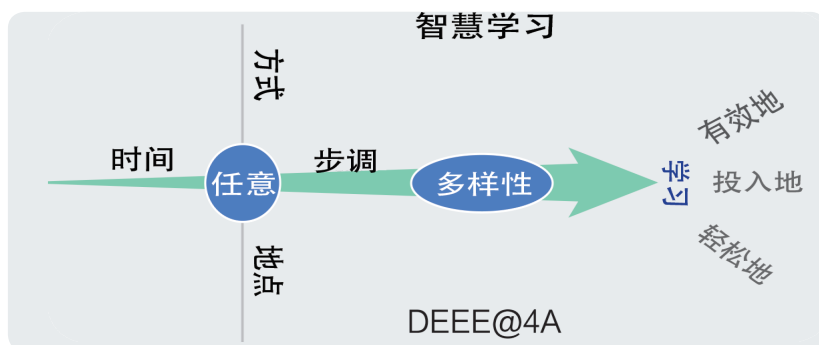 智慧学习
方式
有效地
时间
步调
任意
多样性
学习
投入地
地点
轻松地
DEEE@4A